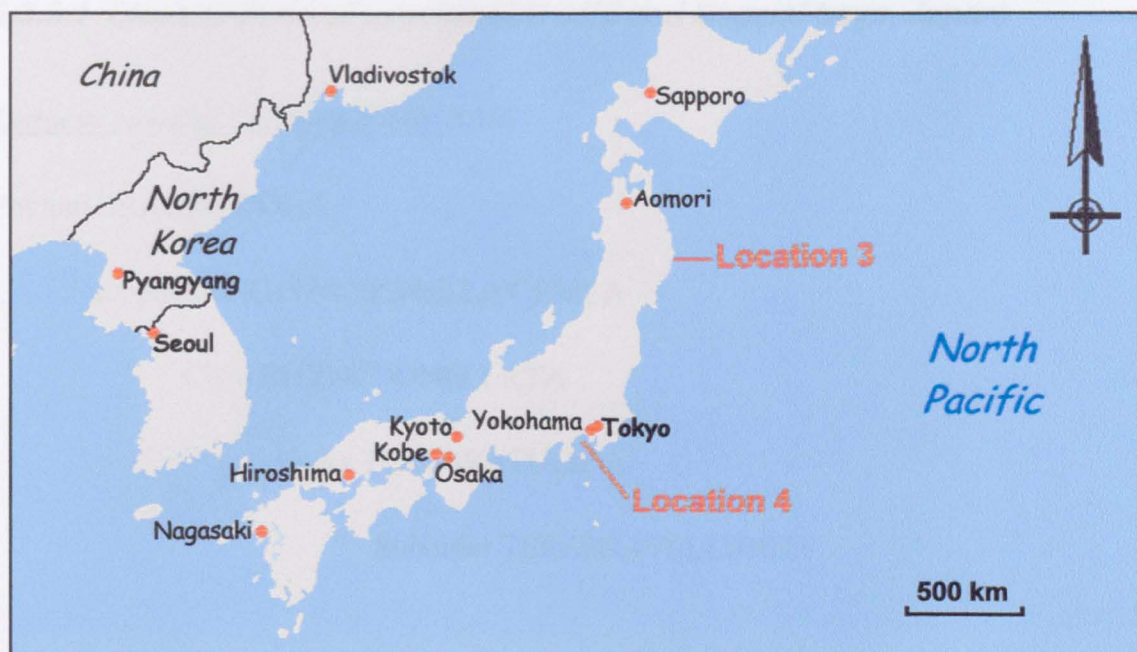 China
Vladivostok
Sapporo
North
Korea
Aomori
Location 3
Pyangyang
Seoul
North
Pacific
Kyoto
Yokohama
Tokyo
Kobe
Osaka
Hiroshima
Location 4
Nagasaki
500 km